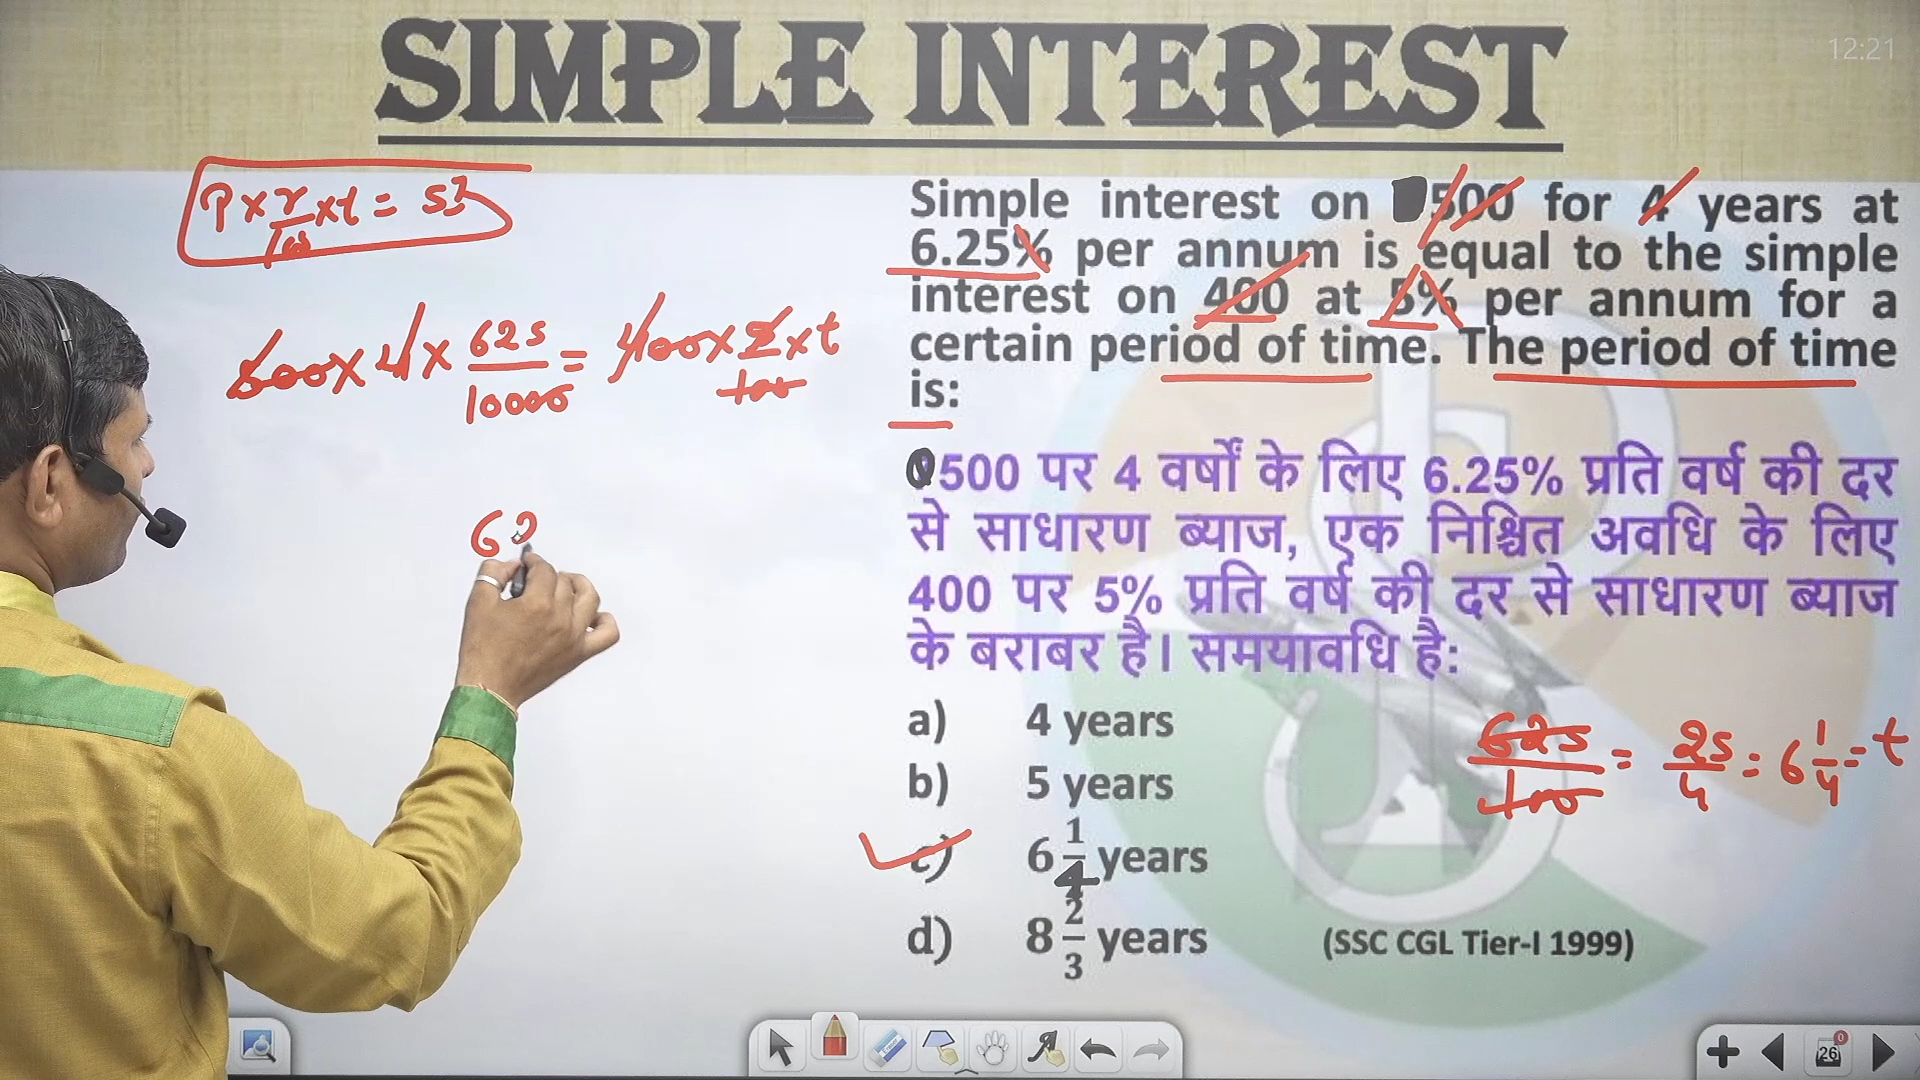 SIMPLE INTEREST
12:21
P × r/100 × t = SI
500 × 4 × 625/10000 = 400 × 5/100 × t
62
Simple interest on 500 for 4 years at
6.25% per annum is equal to the simple
interest on 400 at 5% per annum for a
certain period of time. The period of time
is:
500 पर 4 वर्षों के लिए 6.25% प्रति वर्ष की दर
से साधारण ब्याज, एक निश्चित अवधि के लिए
400 पर 5% प्रति वर्ष की दर से साधारण ब्याज
के बराबर है। समयावधि है:
a) 4 years
b) 5 years
625/100 = 25/4 = 6 1/4 = t
c) 6 1/4 years
d) 8 2/3 years
(SSC CGL Tier-I 1999)
26
0